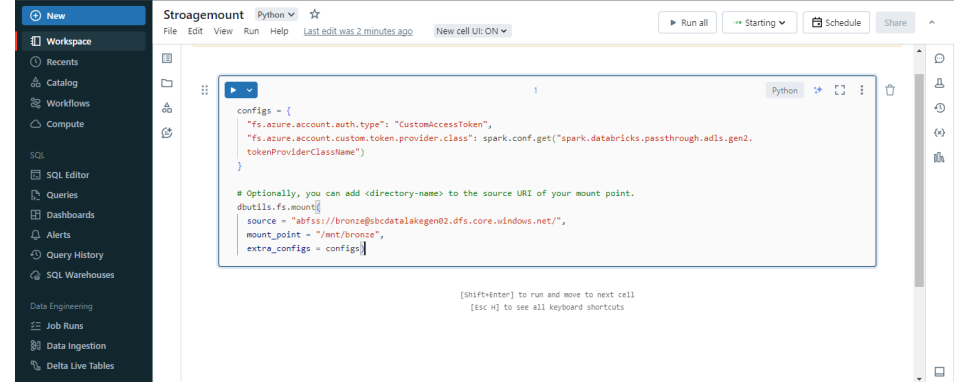 New
Workspace
Recents
Catalog
Workflows
Compute
SQL
SQL Editor
Queries
Dashboards
Alerts
Query History
SQL Warehouses
Data Engineering
Job Runs
Data Ingestion
Delta Live Tables
Stroagemount Python
File Edit View Run Help Last edit was 2 minutes ago New cell UI: ON
Run all Starting Schedule Share
1
Python
configs = {
"fs.azure.account.auth.type": "CustomAccessToken",
"fs.azure.account.custom.token.provider.class": spark.conf.get("spark.databricks.passthrough.adls.gen2.
tokenProviderClassName")
}
# Optionally, you can add <directory-name> to the source URI of your mount point.
dbutils.fs.mount(
source = "abfss://bronze@sbcdatalakegen02.dfs.core.windows.net/",
mount_point = "/mnt/bronze",
extra_configs = configs)
[Shift+Enter] to run and move to next cell
[Esc H] to see all keyboard shortcuts